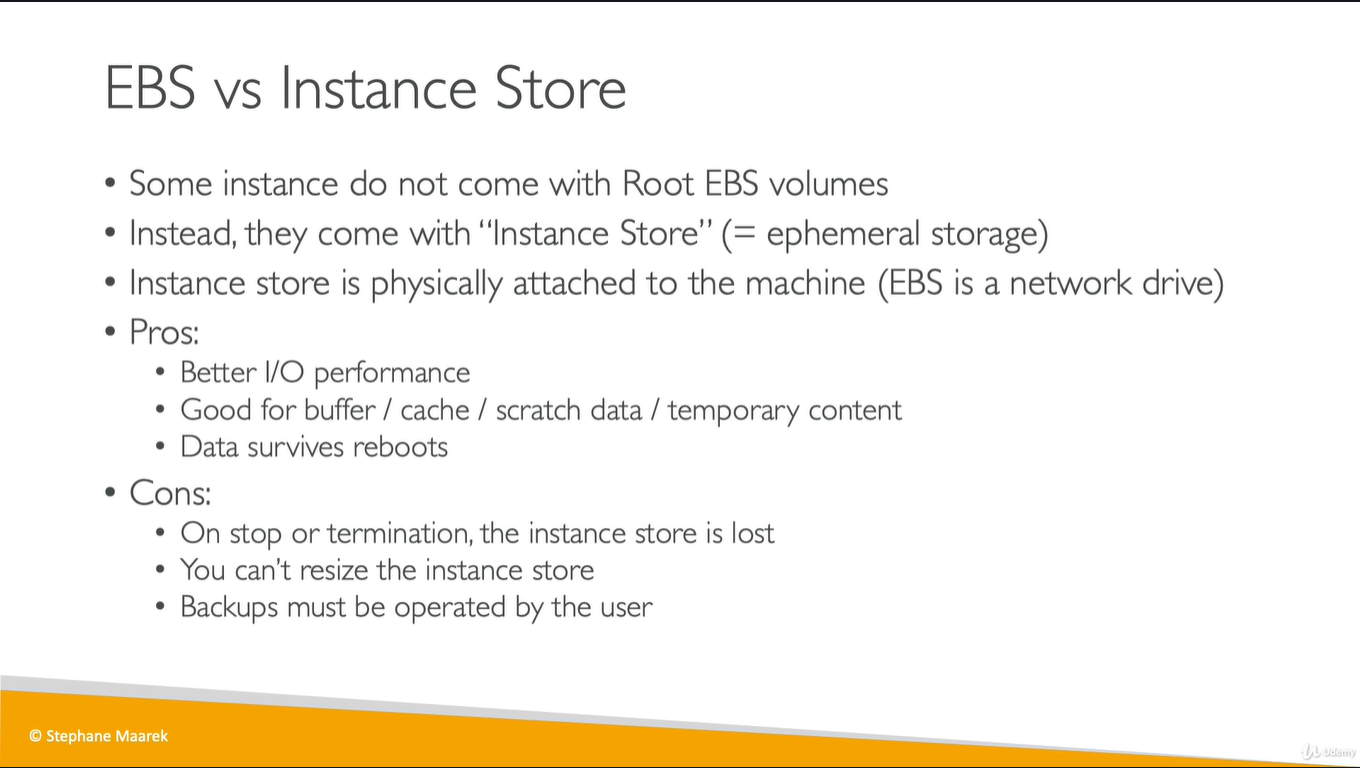 EBS vs Instance Store
• Some instance do not come with Root EBS volumes
• Instead, they come with “Instance Store” (= ephemeral storage)
• Instance store is physically attached to the machine (EBS is a network drive)
• Pros:
• Better I/O performance
• Good for buffer / cache / scratch data / temporary content
• Data survives reboots
• Cons:
• On stop or termination, the instance store is lost
• You can’t resize the instance store
• Backups must be operated by the user
© Stephane Maarek
Udemy